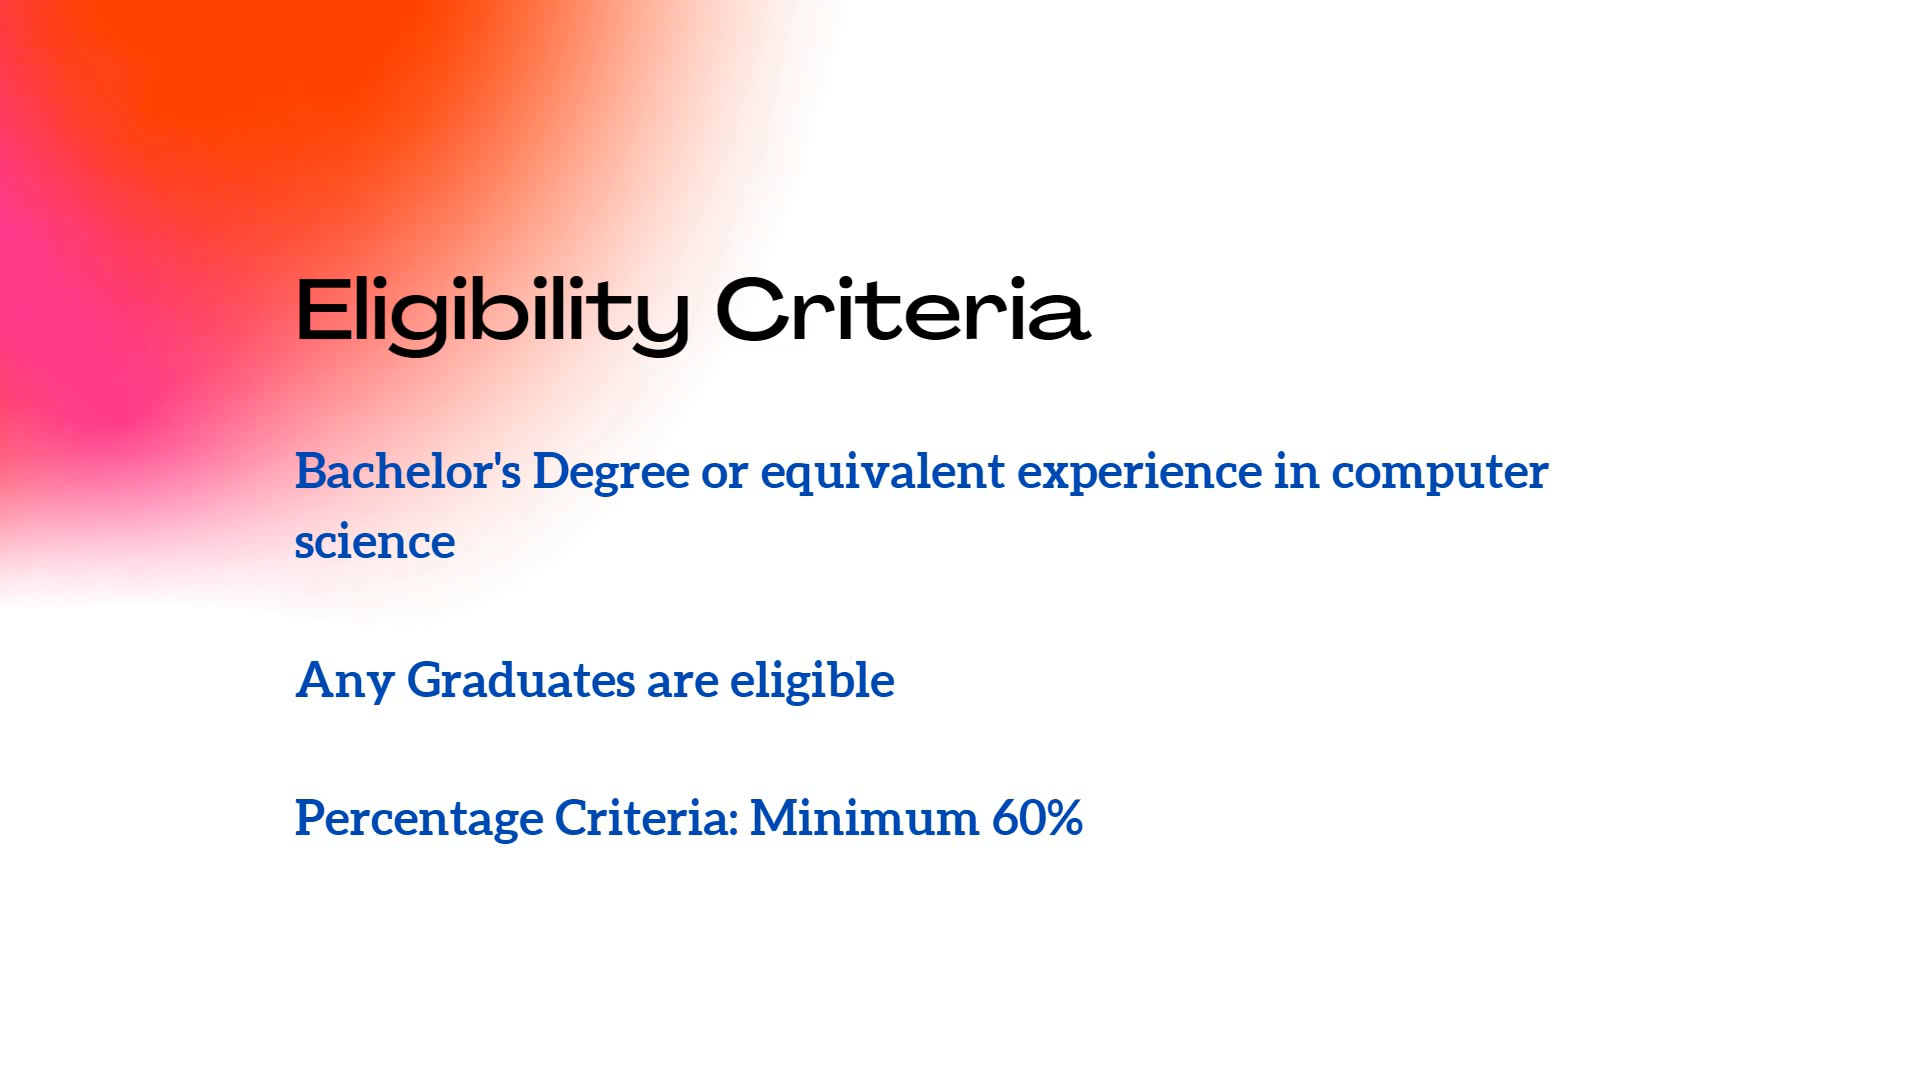 Eligibility Criteria
Bachelor's Degree or equivalent experience in computer
science
Any Graduates are eligible
Percentage Criteria: Minimum 60%